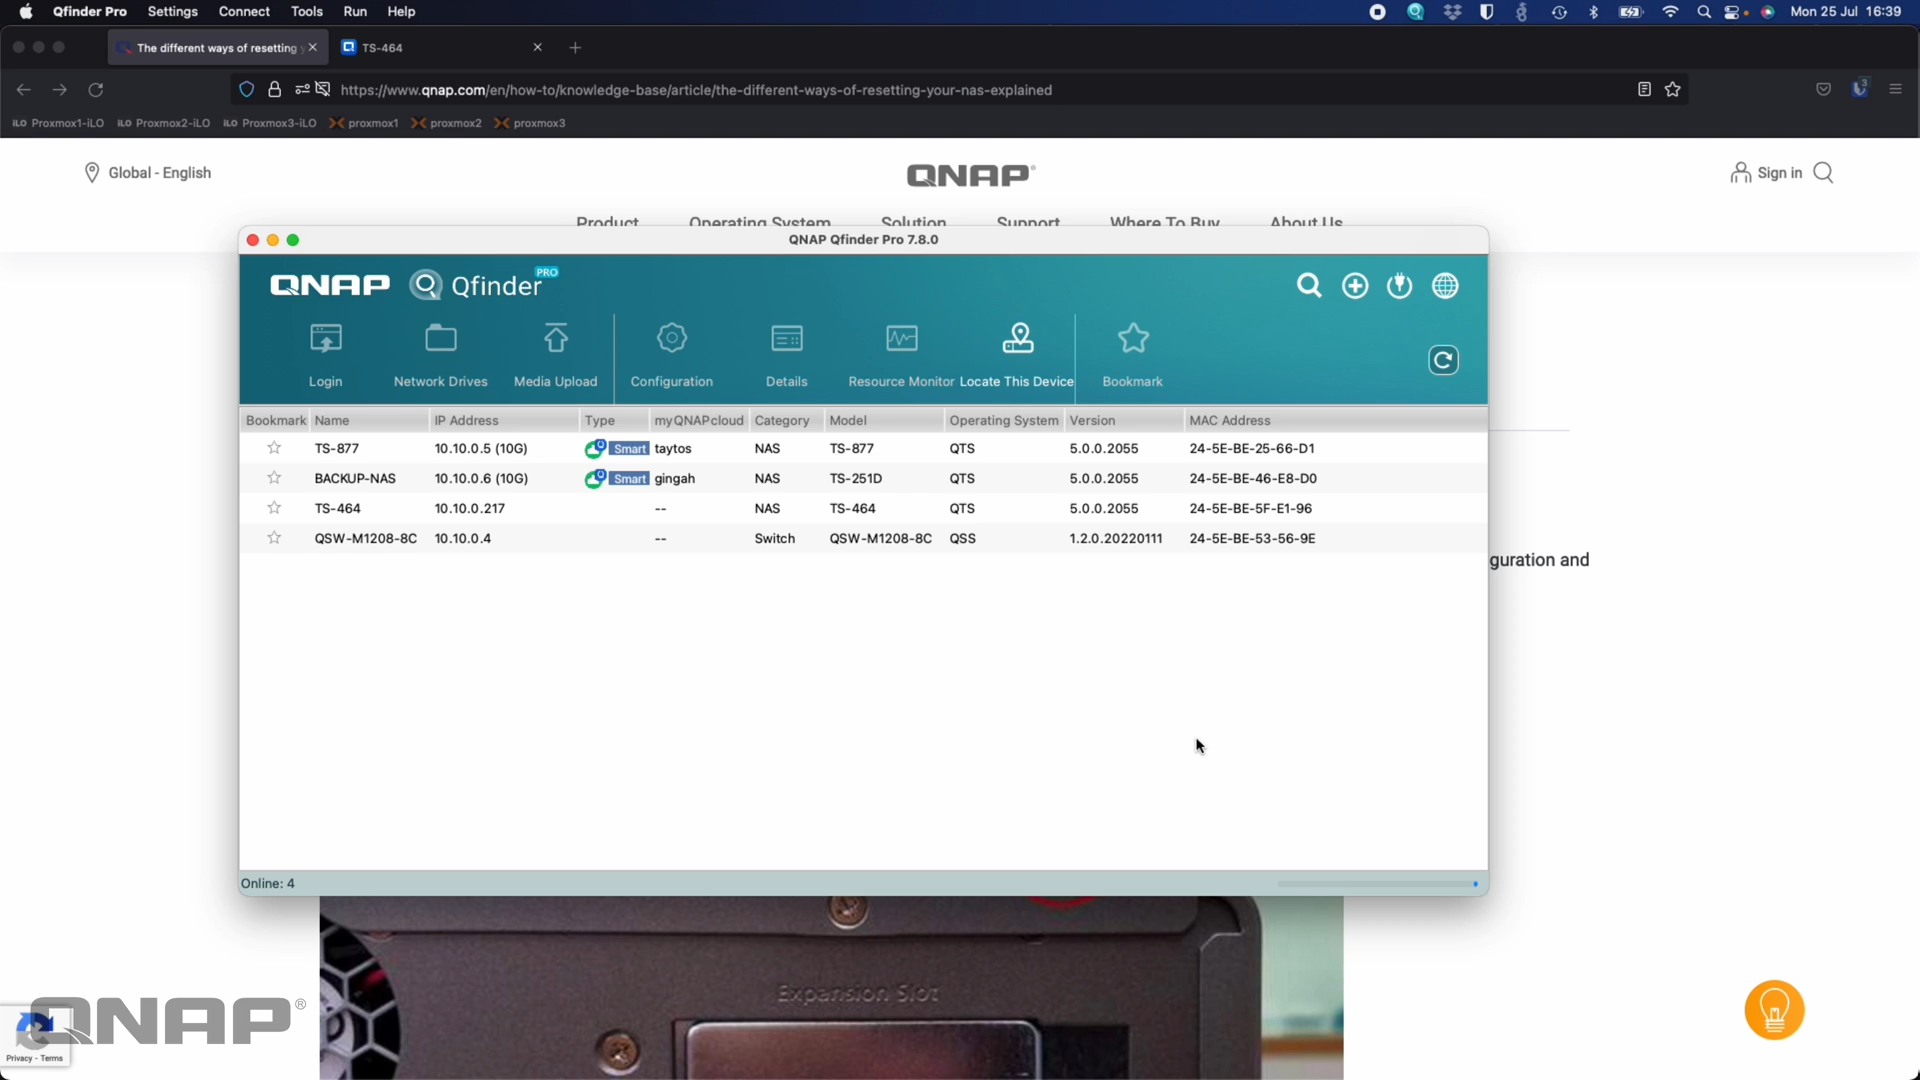 Qfinder Pro Settings Connect Tools Run Help Mon 25 Jul 16:39
The different ways of resetting y TS-464
https://www.qnap.com/en/how-to/knowledge-base/article/the-different-ways-of-resetting-your-nas-explained 3
iLO Proxmox1-iLO iLO Proxmox2-iLO iLO Proxmox3-iLO proxmox1 proxmox2 proxmox3
Global - English QNAP Sign in
Product Operating System Solution Support Where To Buy About Us
QNAP Qfinder Pro 7.8.0
QNAP Qfinder PRO
Login Network Drives Media Upload Configuration Details Resource Monitor Locate This Device Bookmark
Bookmark Name IP Address Type myQNAPcloud Category Model Operating System Version MAC Address
TS-877 10.10.0.5 (10G) Smart taytos NAS TS-877 QTS 5.0.0.2055 24-5E-BE-25-66-D1
BACKUP-NAS 10.10.0.6 (10G) Smart gingah NAS TS-251D QTS 5.0.0.2055 24-5E-BE-46-E8-D0
TS-464 10.10.0.217 -- NAS TS-464 QTS 5.0.0.2055 24-5E-BE-5F-E1-96
QSW-M1208-8C 10.10.0.4 -- Switch QSW-M1208-8C QSS 1.2.0.20220111 24-5E-BE-53-56-9E
guration and
Online: 4
Expansion Slot
QNAP®
Privacy - Terms